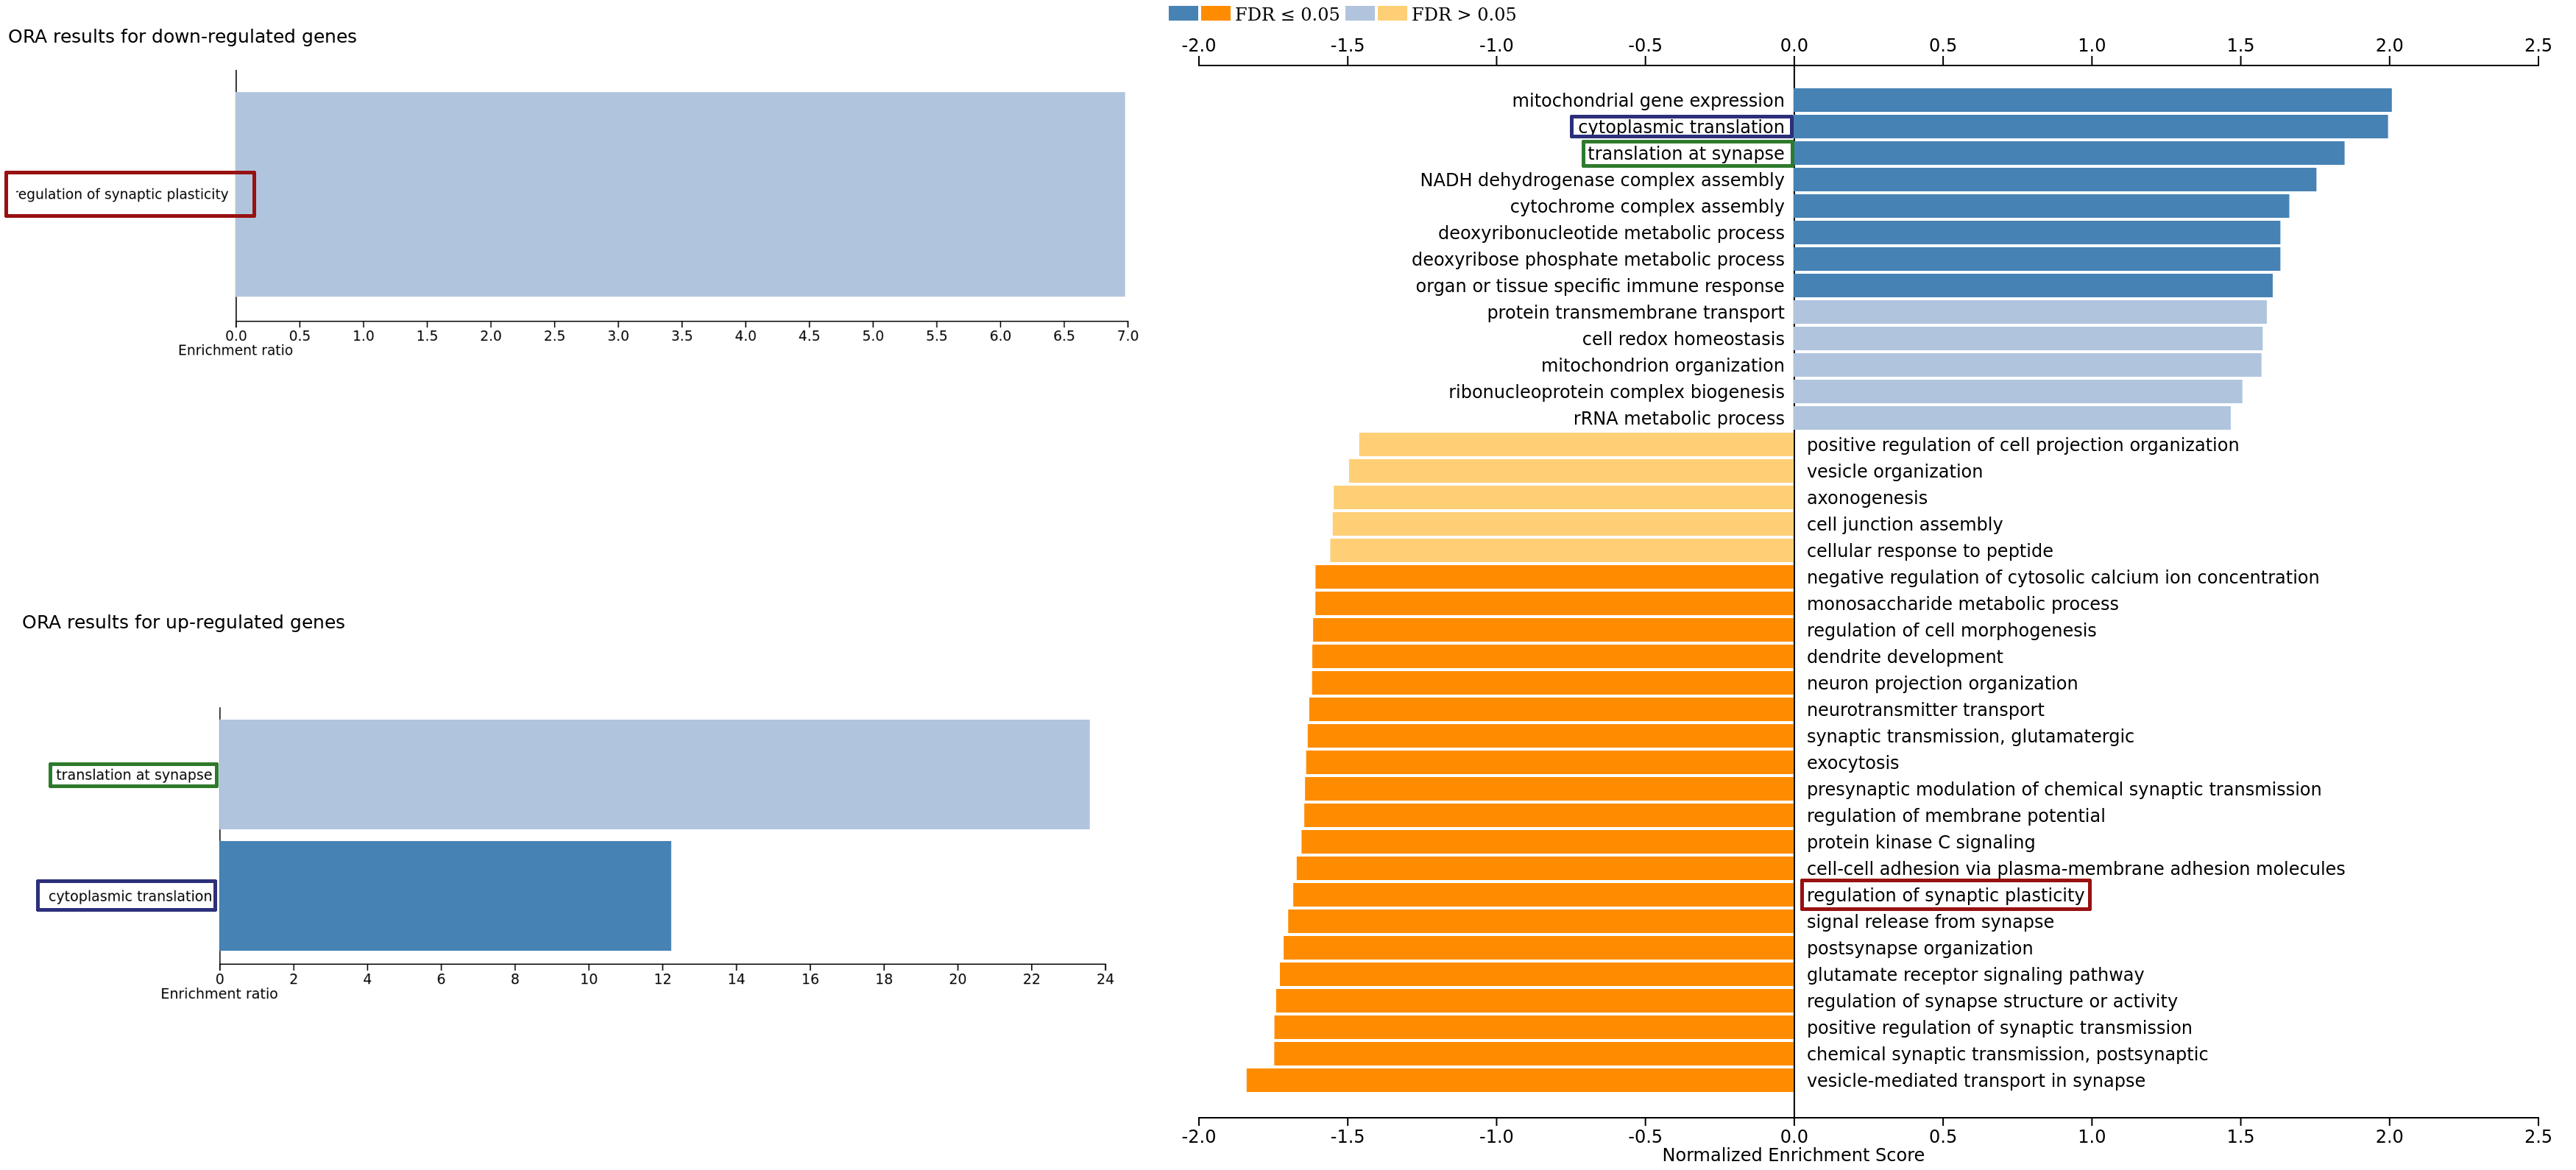 ORA results for down-regulated genes
regulation of synaptic plasticity
0.0 0.5 1.0 1.5 2.0 2.5 3.0 3.5 4.0 4.5 5.0 5.5 6.0 6.5 7.0
Enrichment ratio
ORA results for up-regulated genes
translation at synapse
cytoplasmic translation
0 2 4 6 8 10 12 14 16 18 20 22 24
Enrichment ratio
FDR ≤ 0.05 FDR > 0.05
-2.0 -1.5 -1.0 -0.5 0.0 0.5 1.0 1.5 2.0 2.5
mitochondrial gene expression
cytoplasmic translation
translation at synapse
NADH dehydrogenase complex assembly
cytochrome complex assembly
deoxyribonucleotide metabolic process
deoxyribose phosphate metabolic process
organ or tissue specific immune response
protein transmembrane transport
cell redox homeostasis
mitochondrion organization
ribonucleoprotein complex biogenesis
rRNA metabolic process
positive regulation of cell projection organization
vesicle organization
axonogenesis
cell junction assembly
cellular response to peptide
negative regulation of cytosolic calcium ion concentration
monosaccharide metabolic process
regulation of cell morphogenesis
dendrite development
neuron projection organization
neurotransmitter transport
synaptic transmission, glutamatergic
exocytosis
presynaptic modulation of chemical synaptic transmission
regulation of membrane potential
protein kinase C signaling
cell-cell adhesion via plasma-membrane adhesion molecules
regulation of synaptic plasticity
signal release from synapse
postsynapse organization
glutamate receptor signaling pathway
regulation of synapse structure or activity
positive regulation of synaptic transmission
chemical synaptic transmission, postsynaptic
vesicle-mediated transport in synapse
-2.0 -1.5 -1.0 -0.5 0.0 0.5 1.0 1.5 2.0 2.5
Normalized Enrichment Score